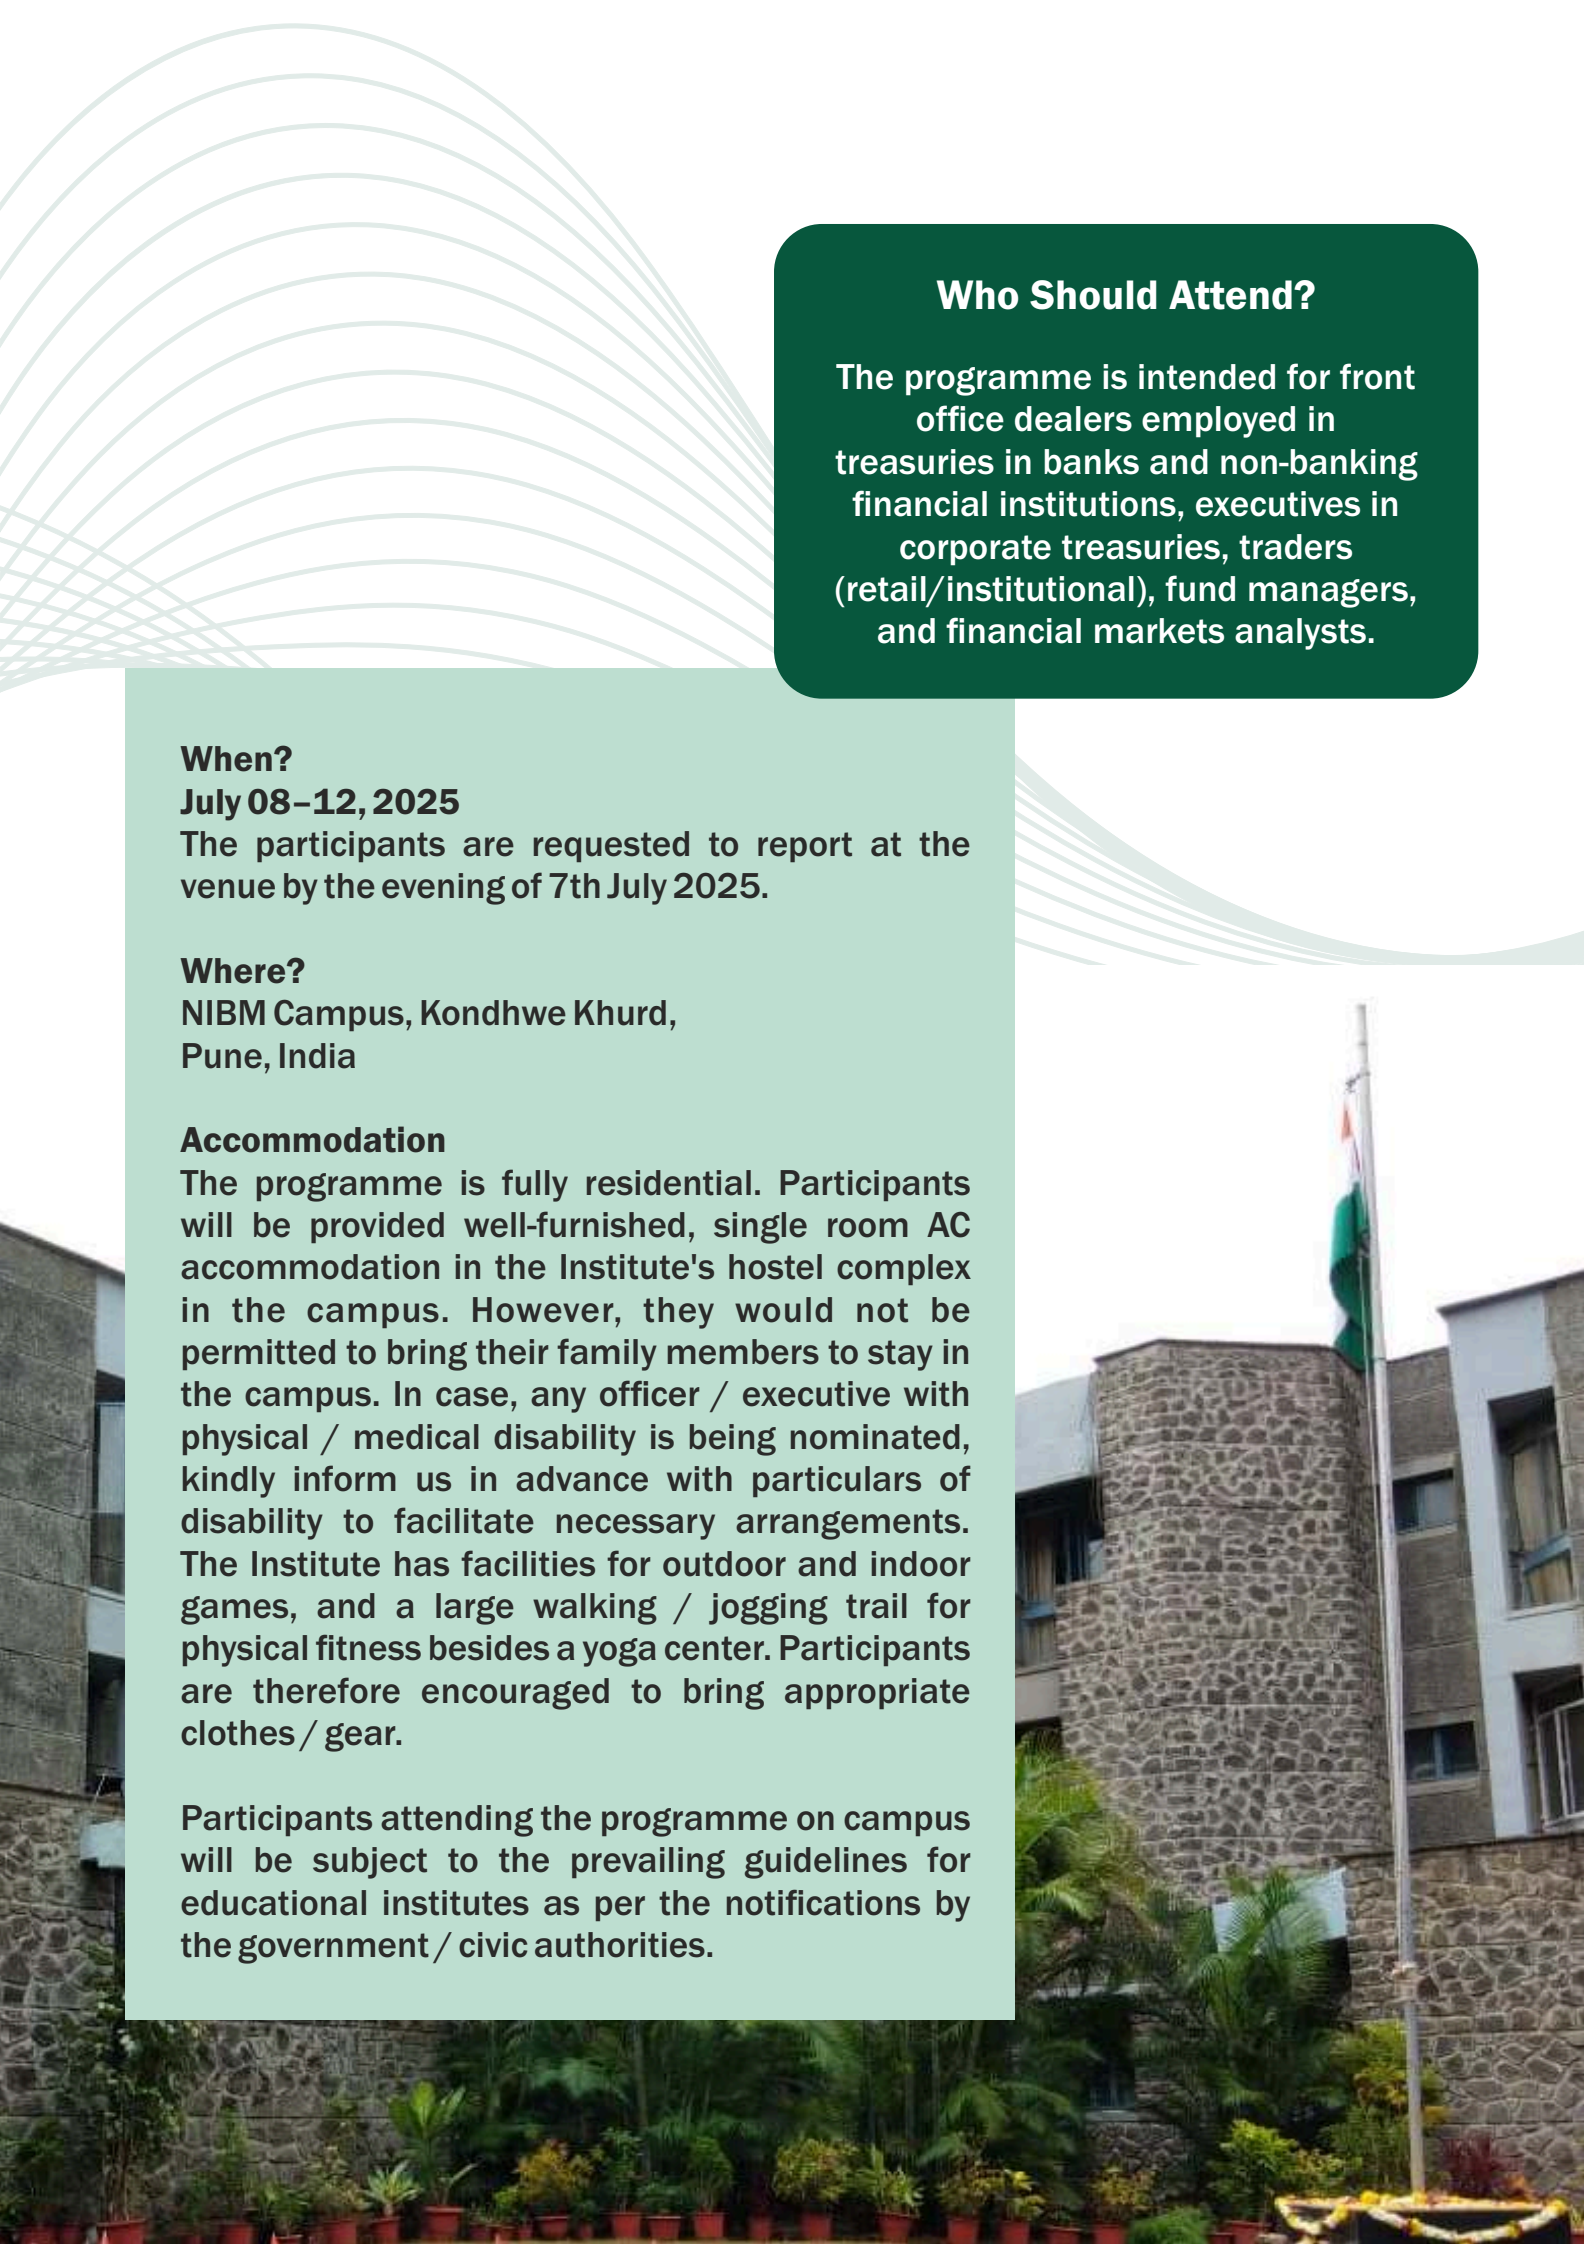 Who Should Attend?
The programme is intended for front
office dealers employed in
treasuries in banks and non-banking
financial institutions, executives in
corporate treasuries, traders
(retail/institutional), fund managers,
and financial markets analysts.
When?
July 08–12, 2025
The participants are requested to report at the
venue by the evening of 7th July 2025.
Where?
NIBM Campus, Kondhwe Khurd,
Pune, India
Accommodation
The programme is fully residential. Participants
will be provided well-furnished, single room AC
accommodation in the Institute's hostel complex
in the campus. However, they would not be
permitted to bring their family members to stay in
the campus. In case, any officer / executive with
physical / medical disability is being nominated,
kindly inform us in advance with particulars of
disability to facilitate necessary arrangements.
The Institute has facilities for outdoor and indoor
games, and a large walking / jogging trail for
physical fitness besides a yoga center. Participants
are therefore encouraged to bring appropriate
clothes / gear.
Participants attending the programme on campus
will be subject to the prevailing guidelines for
educational institutes as per the notifications by
the government / civic authorities.